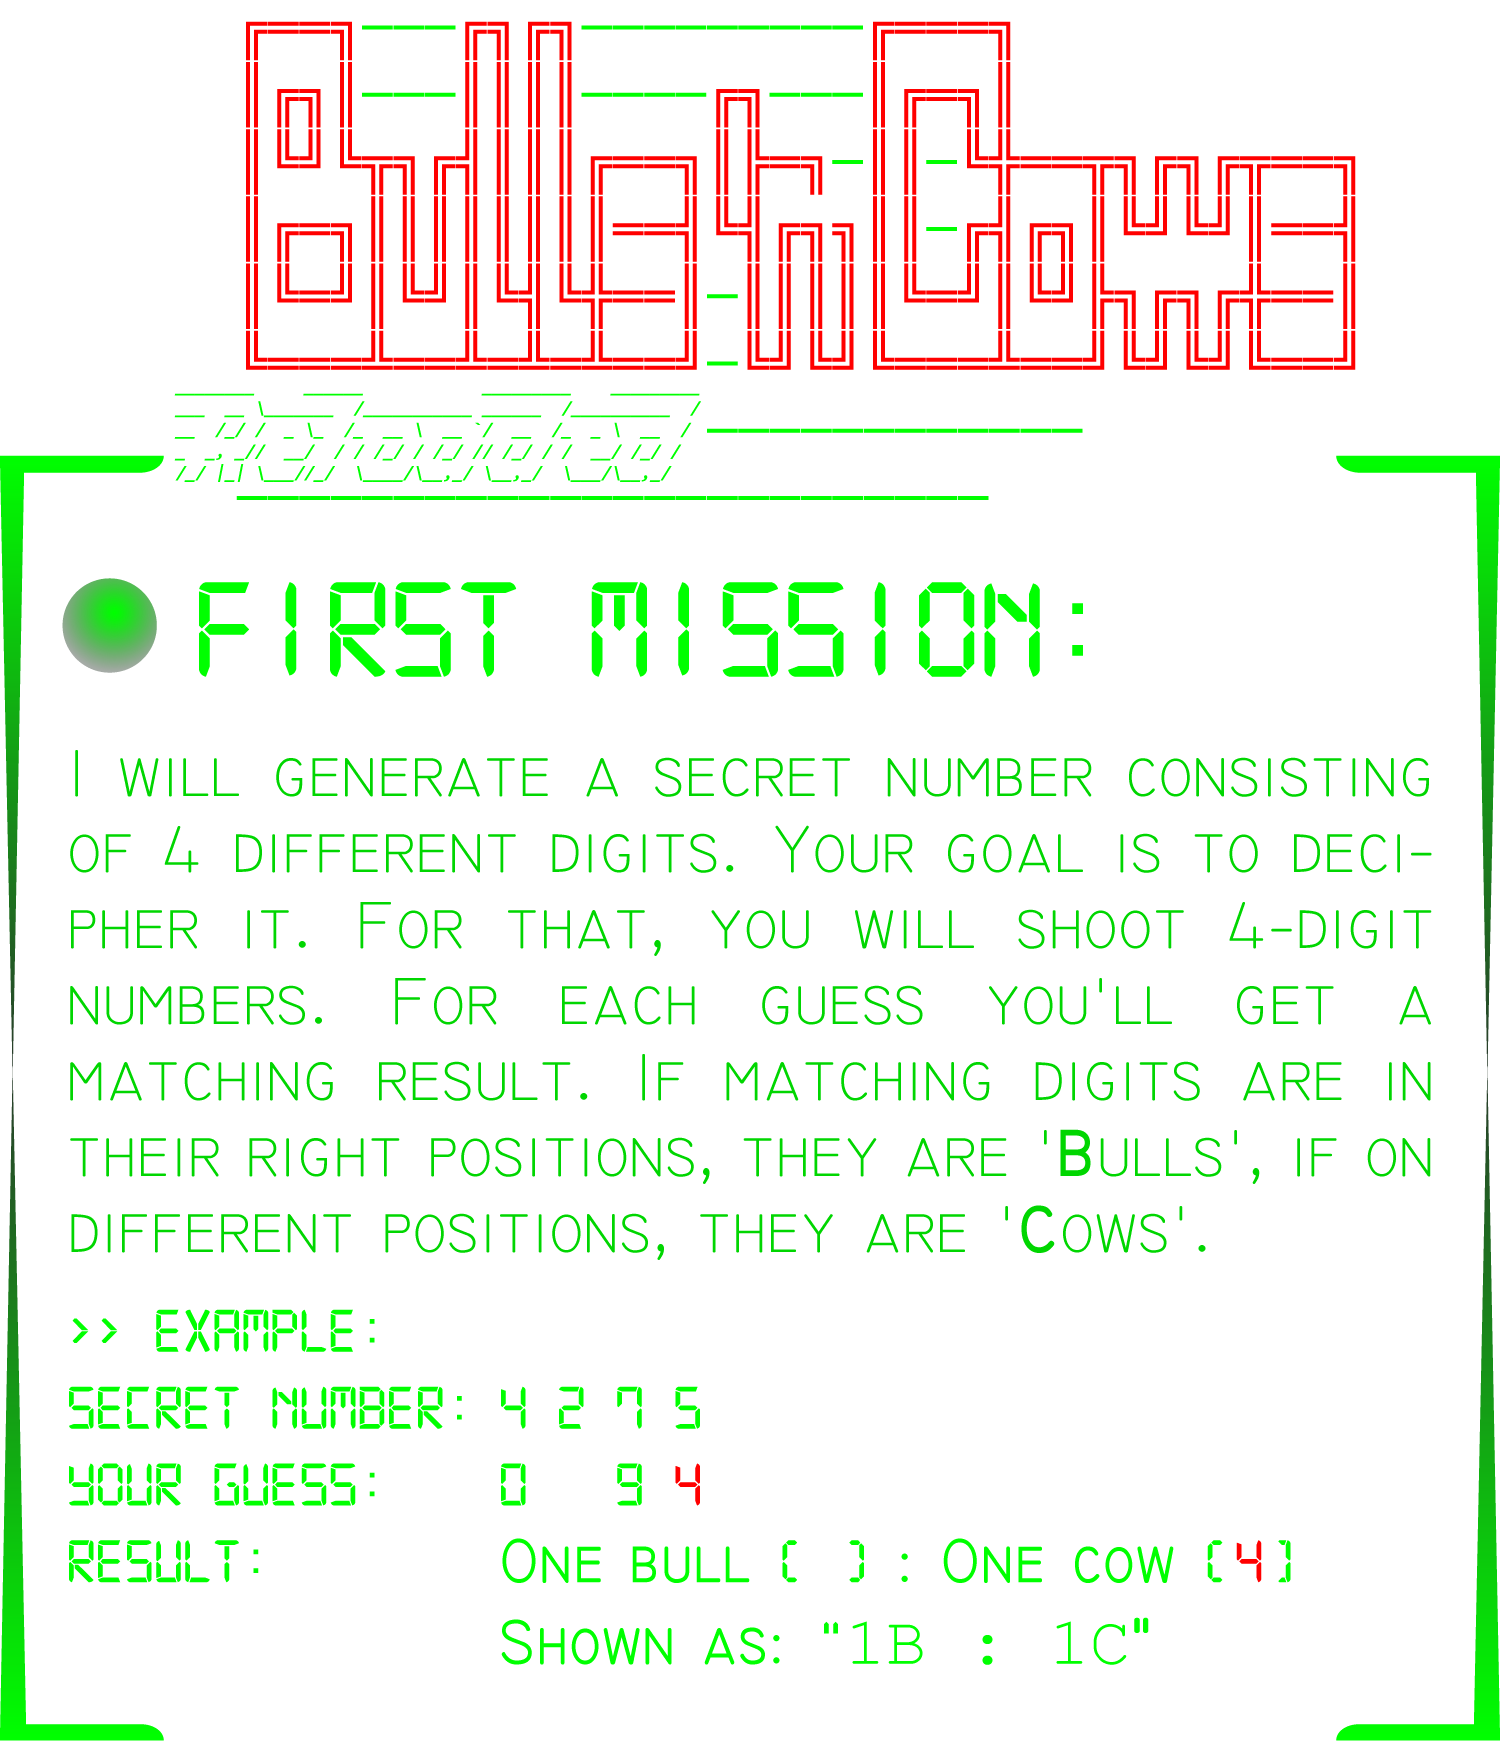 Bulls n Cows
Reloaded
FIRST MISSION:
I will generate a secret number consisting
of 4 different digits. Your goal is to deci-
pher it. For that, you will shoot 4-digit
numbers. For each guess you'll get a
matching result. If matching digits are in
their right positions, they are 'Bulls', if on
different positions, they are 'Cows'.
>> EXAMPLE:
SECRET NUMBER: 4 2 7 5
YOUR GUESS: 0 9 4
RESULT: One bull ( ) : One cow (4)
Shown as: "1B : 1C"